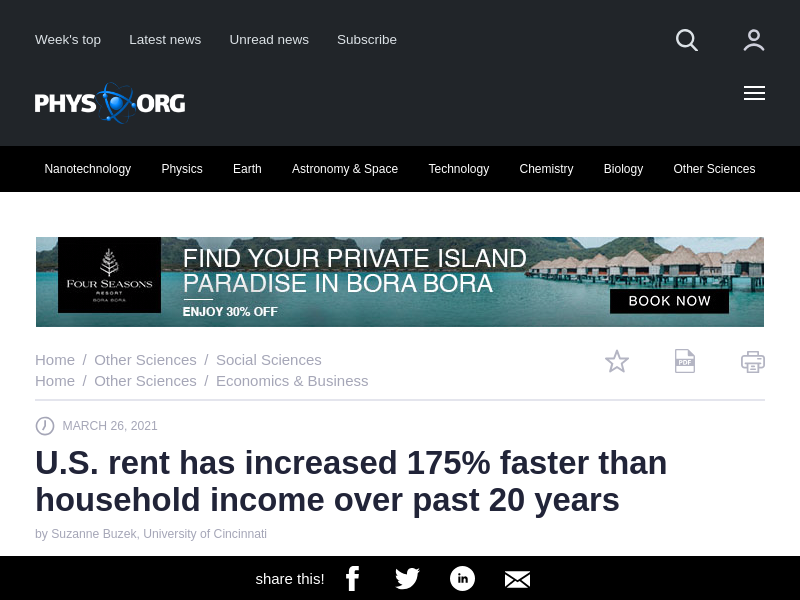 Week's top Latest news Unread news Subscribe
PHYS ORG
Nanotechnology Physics Earth Astronomy & Space Technology Chemistry Biology Other Sciences
FOUR SEASONS
RESORT
BORA BORA
FIND YOUR PRIVATE ISLAND
PARADISE IN BORA BORA
ENJOY 30% OFF
BOOK NOW
Home / Other Sciences / Social Sciences
Home / Other Sciences / Economics & Business
PDF
MARCH 26, 2021
U.S. rent has increased 175% faster than
household income over past 20 years
by Suzanne Buzek, University of Cincinnati
share this!
in